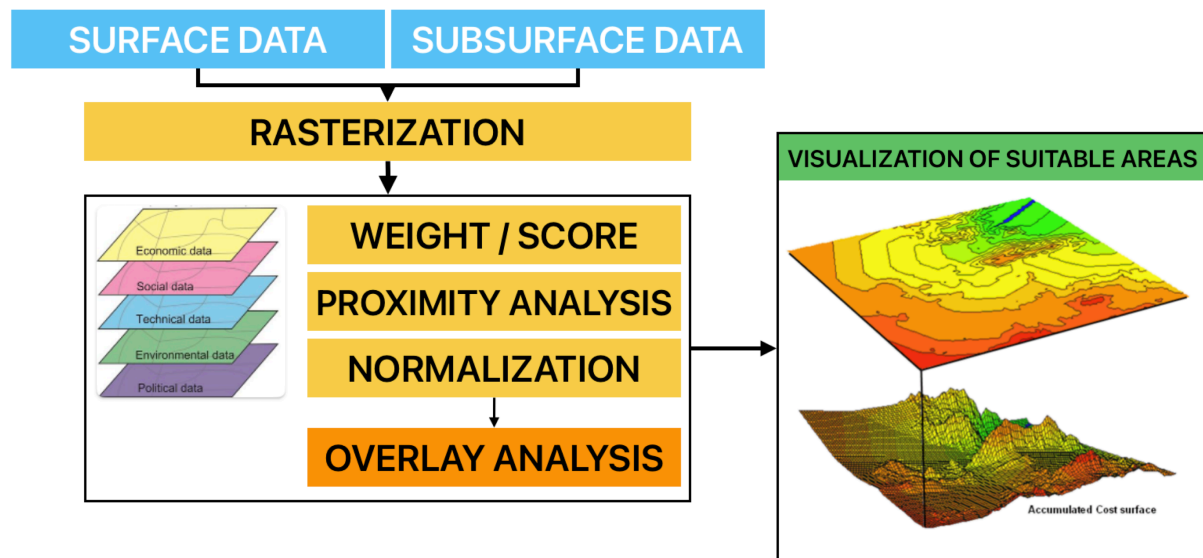 SURFACE DATA
SUBSURFACE DATA
RASTERIZATION
VISUALIZATION OF SUITABLE AREAS
Economic data
Social data
Technical data
Environmental data
Political data
WEIGHT / SCORE
PROXIMITY ANALYSIS
NORMALIZATION
OVERLAY ANALYSIS
Accumulated Cost surface